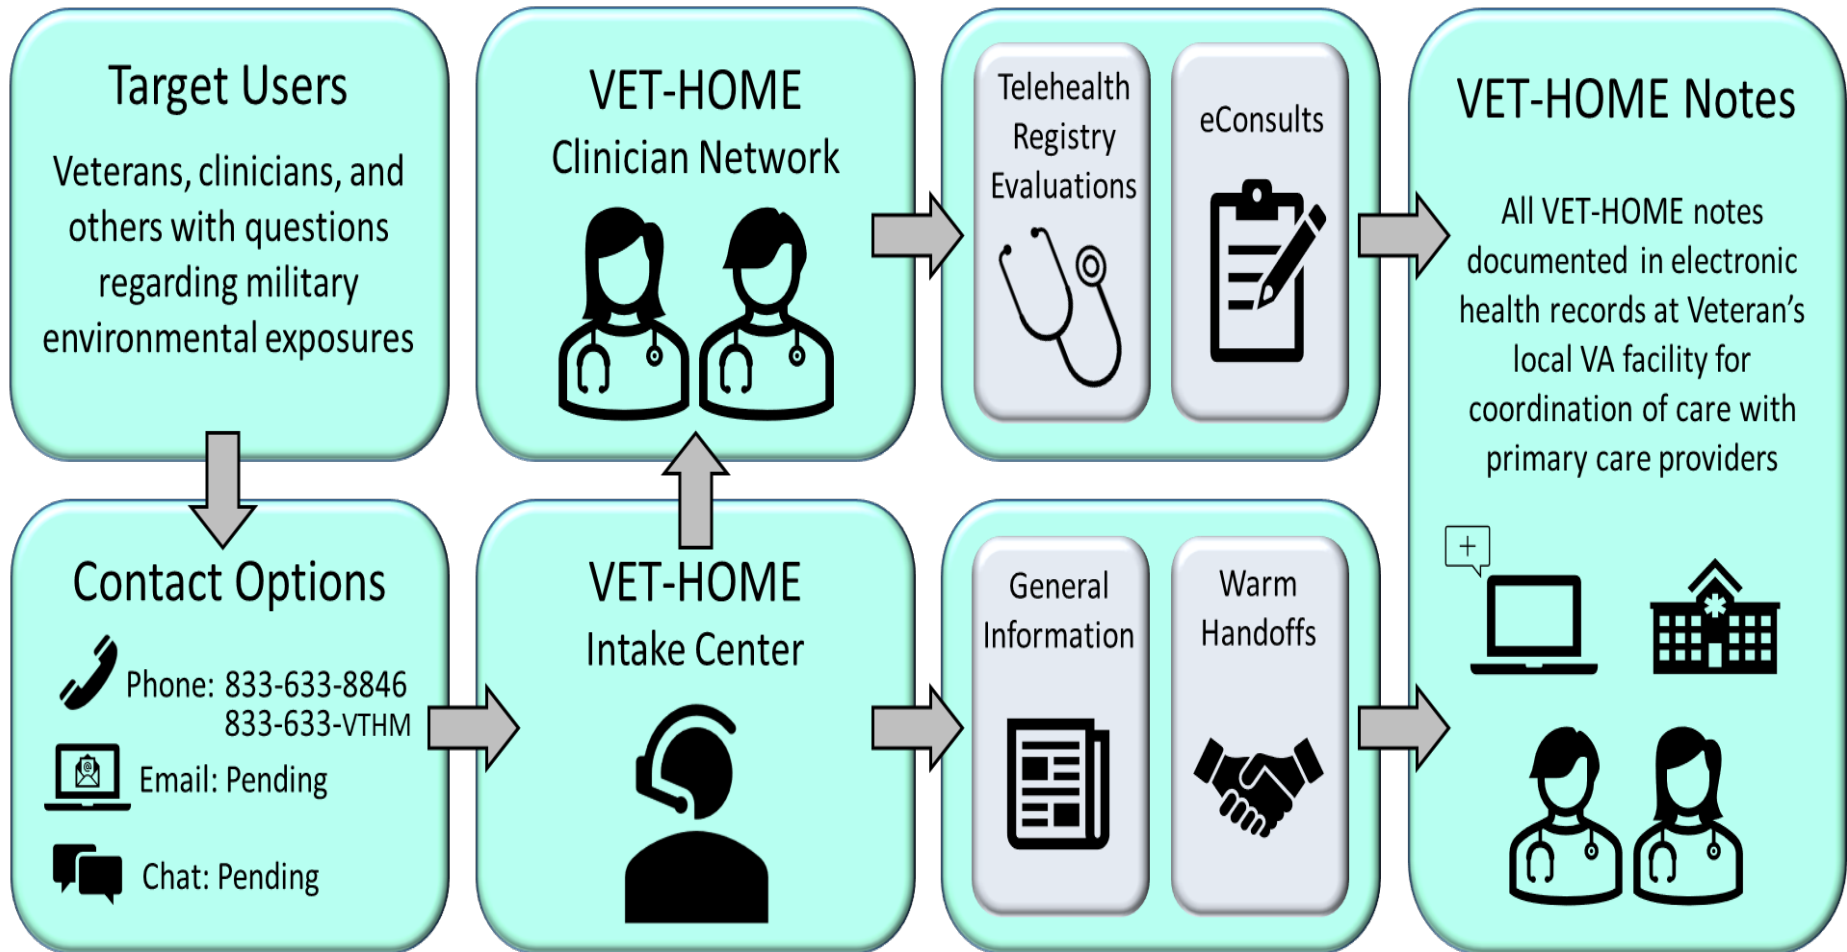 Target Users
Veterans, clinicians, and
others with questions
regarding military
environmental exposures
Contact Options
Phone: 833-633-8846
833-633-VTHM
Email: Pending
Chat: Pending
VET-HOME
Clinician Network
VET-HOME
Intake Center
Telehealth
Registry
Evaluations
eConsults
General
Information
Warm
Handoffs
VET-HOME Notes
All VET-HOME notes
documented in electronic
health records at Veteran's
local VA facility for
coordination of care with
primary care providers